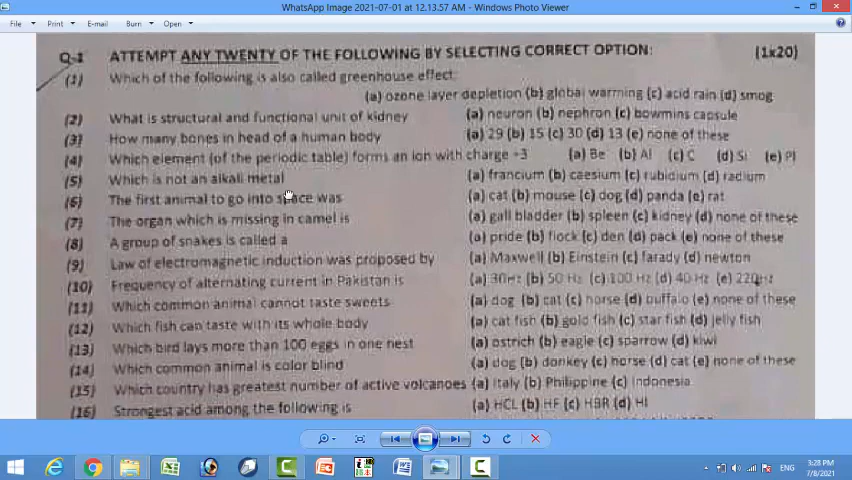 WhatsApp Image 2021-07-01 at 12.13.57 AM - Windows Photo Viewer
File Print E-mail Burn Open
Q-1 ATTEMPT ANY TWENTY OF THE FOLLOWING BY SELECTING CORRECT OPTION: (1x20)
(1) Which of the following is also called greenhouse effect:
(a) ozone layer depletion (b) global warming (c) acid rain (d) smog
(2) What is structural and functional unit of kidney (a) neuron (b) nephron (c) bowmins capsule
(3) How many bones in head of a human body (a) 29 (b) 15 (c) 30 (d) 13 (e) none of these
(4) Which element (of the periodic table) forms an ion with charge +3 (a) Be (b) Al (c) C (d) Si (e) Pl
(5) Which is not an alkali metal (a) francium (b) caesium (c) rubidium (d) radium
(6) The first animal to go into space was (a) cat (b) mouse (c) dog (d) panda (e) rat
(7) The organ which is missing in camel is (a) gall bladder (b) spleen (c) kidney (d) none of these
(8) A group of snakes is called a (a) pride (b) flock (c) den (d) pack (e) none of these
(9) Law of electromagnetic induction was proposed by (a) Maxwell (b) Einstein (c) farady (d) newton
(10) Frequency of alternating current in Pakistan is (a) 30Hz (b) 50 Hz (c) 100 Hz (d) 40 Hz (e) 220Hz
(11) Which common animal cannot taste sweets (a) dog (b) cat (c) horse (d) buffalo (e) none of these
(12) Which fish can taste with its whole body (a) cat fish (b) gold fish (c) star fish (d) jelly fish
(13) Which bird lays more than 100 eggs in one nest (a) ostrich (b) eagle (c) sparrow (d) kiwi
(14) Which common animal is color blind (a) dog (b) donkey (c) horse (d) cat (e) none of these
(15) Which country has greatest number of active volcanoes (a) Italy (b) Philippine (c) Indonesia
(16) Strongest acid among the following is (a) HCL (b) HF (c) HBR (d) HI
ENG
3:28 PM
7/8/2021